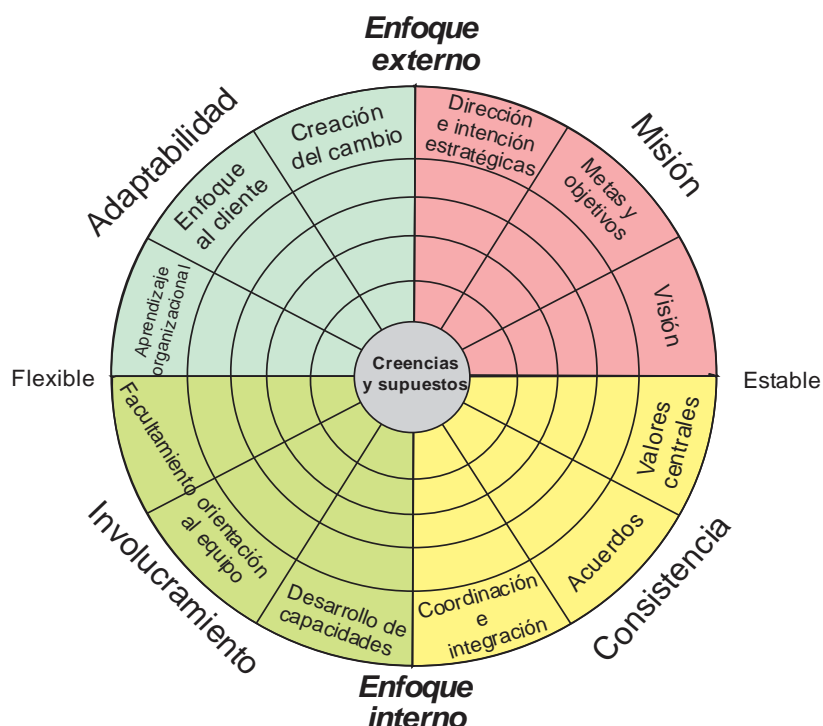 Enfoque
externo
Adaptabilidad
Misión
Creación
del cambio
Dirección
e intención
estratégicas
Enfoque
al cliente
Metas y
objetivos
Aprendizaje
organizacional
Visión
Flexible
Creencias
y supuestos
Estable
Facultamiento
Valores
centrales
orientación
al equipo
Acuerdos
Desarrollo de
capacidades
Coordinación
e
integración
Involucramiento
Consistencia
Enfoque
interno